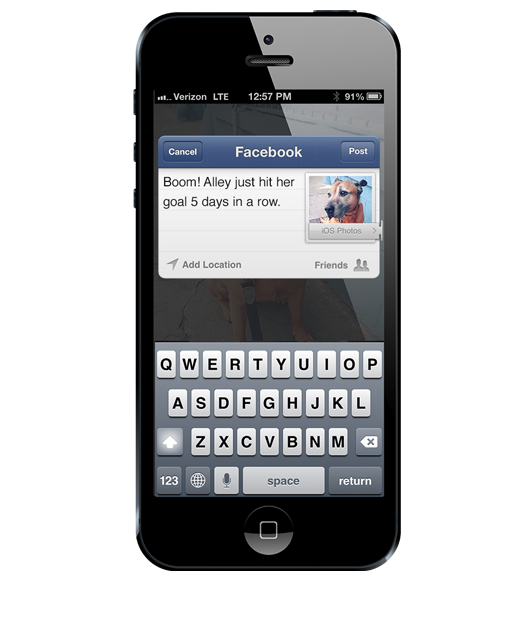 Verizon LTE 12:57 PM 91%
Cancel Facebook Post
Boom! Alley just hit her
goal 5 days in a row.
iOS Photos
Add Location Friends
Q W E R T Y U I O P
A S D F G H J K L
Z X C V B N M
123 space return